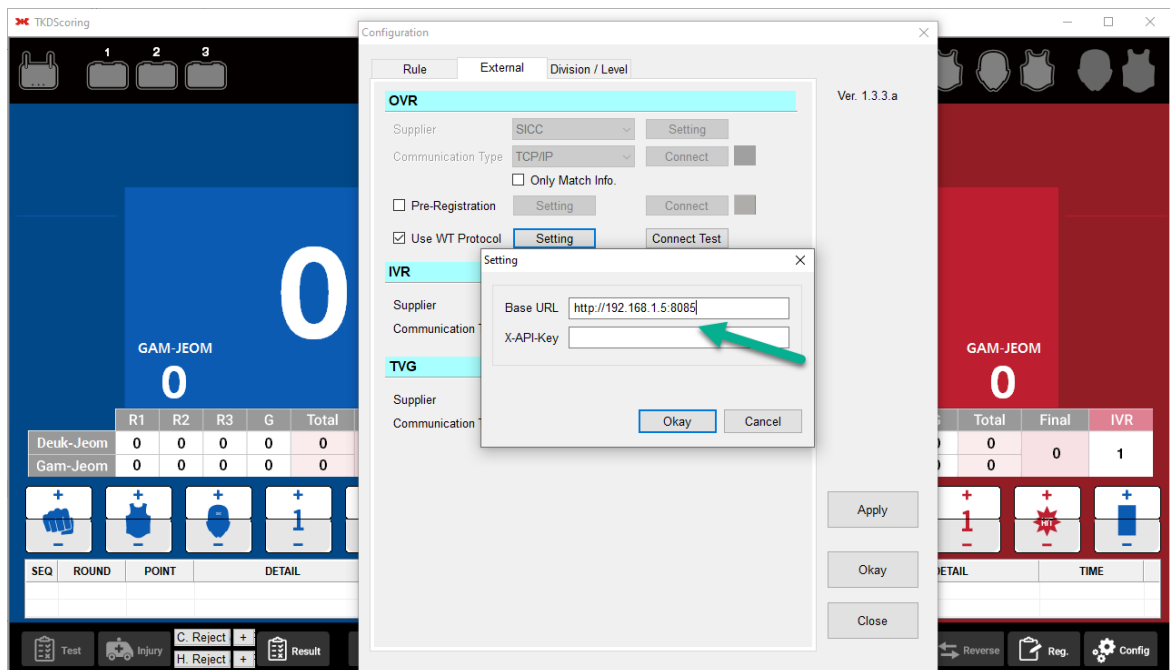 TKDScoring
1 2 3
Configuration
Rule External Division / Level
Ver. 1.3.3.a
OVR
Supplier SICC Setting
Communication Type TCP/IP Connect
Only Match Info.
Pre-Registration Setting Connect
Use WT Protocol Setting Connect Test
IVR
Supplier
Communication
TVG
Supplier
Communication
Setting
Base URL http://192.168.1.5:8085
X-API-Key
Okay Cancel
Apply
Okay
Close
0
GAM-JEOM
0
GAM-JEOM
0
R1 R2 R3 G Total
Deuk-Jeom 0 0 0 0 0
Gam-Jeom 0 0 0 0 0
Total Final IVR
0 0 1
0
+ + + +
1
- - - -
+ + +
1 HIT
- - -
SEQ ROUND POINT DETAIL
DETAIL TIME
Test Injury C. Reject + Result
H. Reject +
Reverse Reg. Config